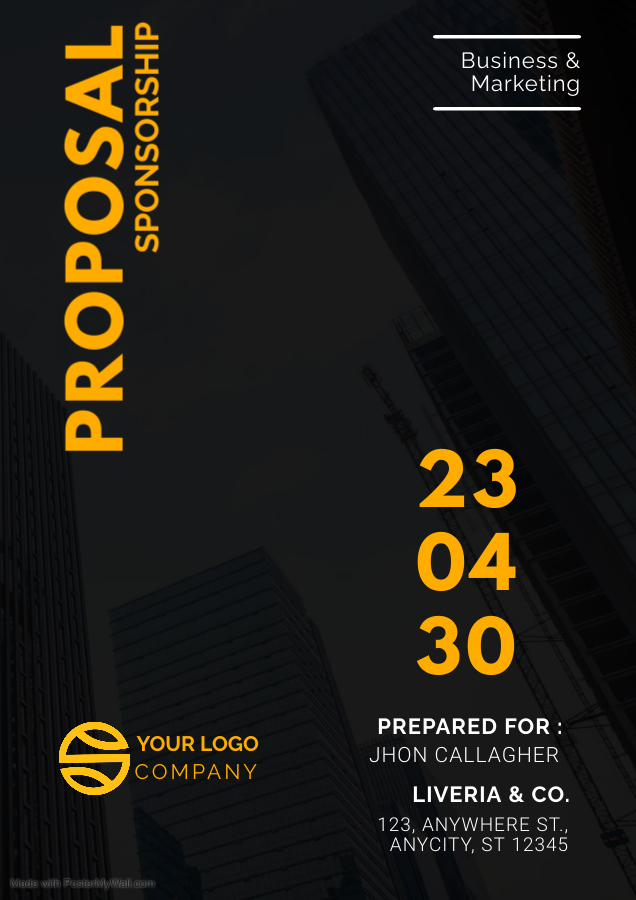 PROPOSAL
SPONSORSHIP
Business &
Marketing
23
04
30
PREPARED FOR :
JHON CALLAGHER
LIVERIA & CO.
123, ANYWHERE ST.,
ANYCITY, ST 12345
YOUR LOGO
COMPANY
Made with PosterMyWall.com